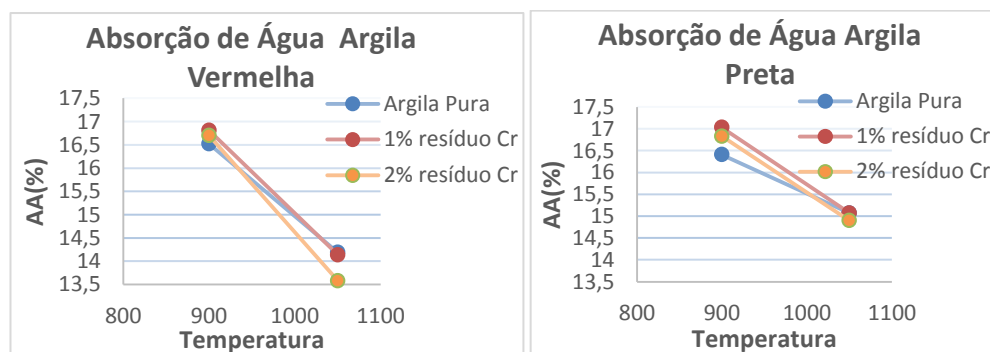 Absorção de Água Argila
Vermelha
17,5
17
16,5
16
15,5
15
14,5
14
13,5
AA(%)
800
900
1000
1100
Temperatura
Argila Pura
1% resíduo Cr
2% resíduo Cr
Absorção de Água Argila
Preta
17,5
17
16,5
16
15,5
15
14,5
14
13,5
AA(%)
800
900
1000
1100
Temperatura
Argila Pura
1% resíduo Cr
2% resíduo Cr